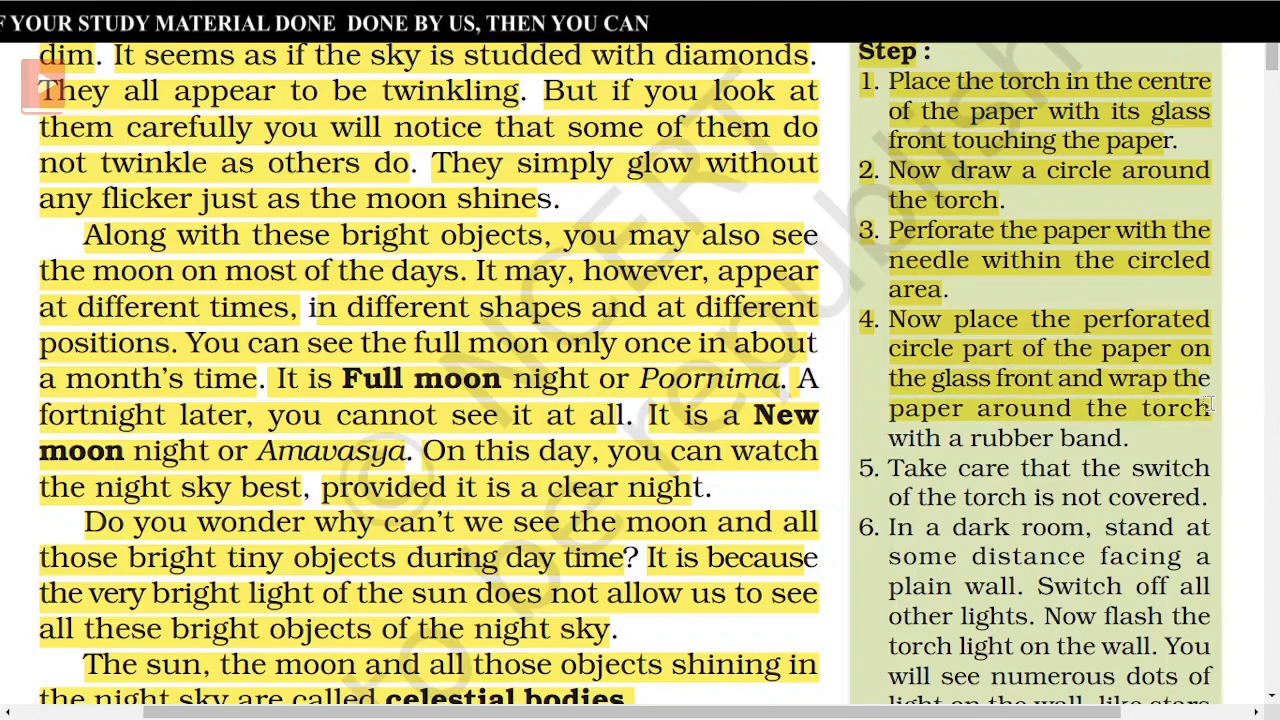 F YOUR STUDY MATERIAL DONE DONE BY US, THEN YOU CAN
dim. It seems as if the sky is studded with diamonds.
They all appear to be twinkling. But if you look at
them carefully you will notice that some of them do
not twinkle as others do. They simply glow without
any flicker just as the moon shines.
Along with these bright objects, you may also see
the moon on most of the days. It may, however, appear
at different times, in different shapes and at different
positions. You can see the full moon only once in about
a month's time. It is Full moon night or Poornima. A
fortnight later, you cannot see it at all. It is a New
moon night or Amavasya. On this day, you can watch
the night sky best, provided it is a clear night.
Do you wonder why can't we see the moon and all
those bright tiny objects during day time? It is because
the very bright light of the sun does not allow us to see
all these bright objects of the night sky.
The sun, the moon and all those objects shining in
the night sky are called celestial bodies.
Step :
1. Place the torch in the centre
of the paper with its glass
front touching the paper.
2. Now draw a circle around
the torch.
3. Perforate the paper with the
needle within the circled
area.
4. Now place the perforated
circle part of the paper on
the glass front and wrap the
paper around the torch
with a rubber band.
5. Take care that the switch
of the torch is not covered.
6. In a dark room, stand at
some distance facing a
plain wall. Switch off all
other lights. Now flash the
torch light on the wall. You
will see numerous dots of
light on the wall, like stars
© NCERT
to be republish